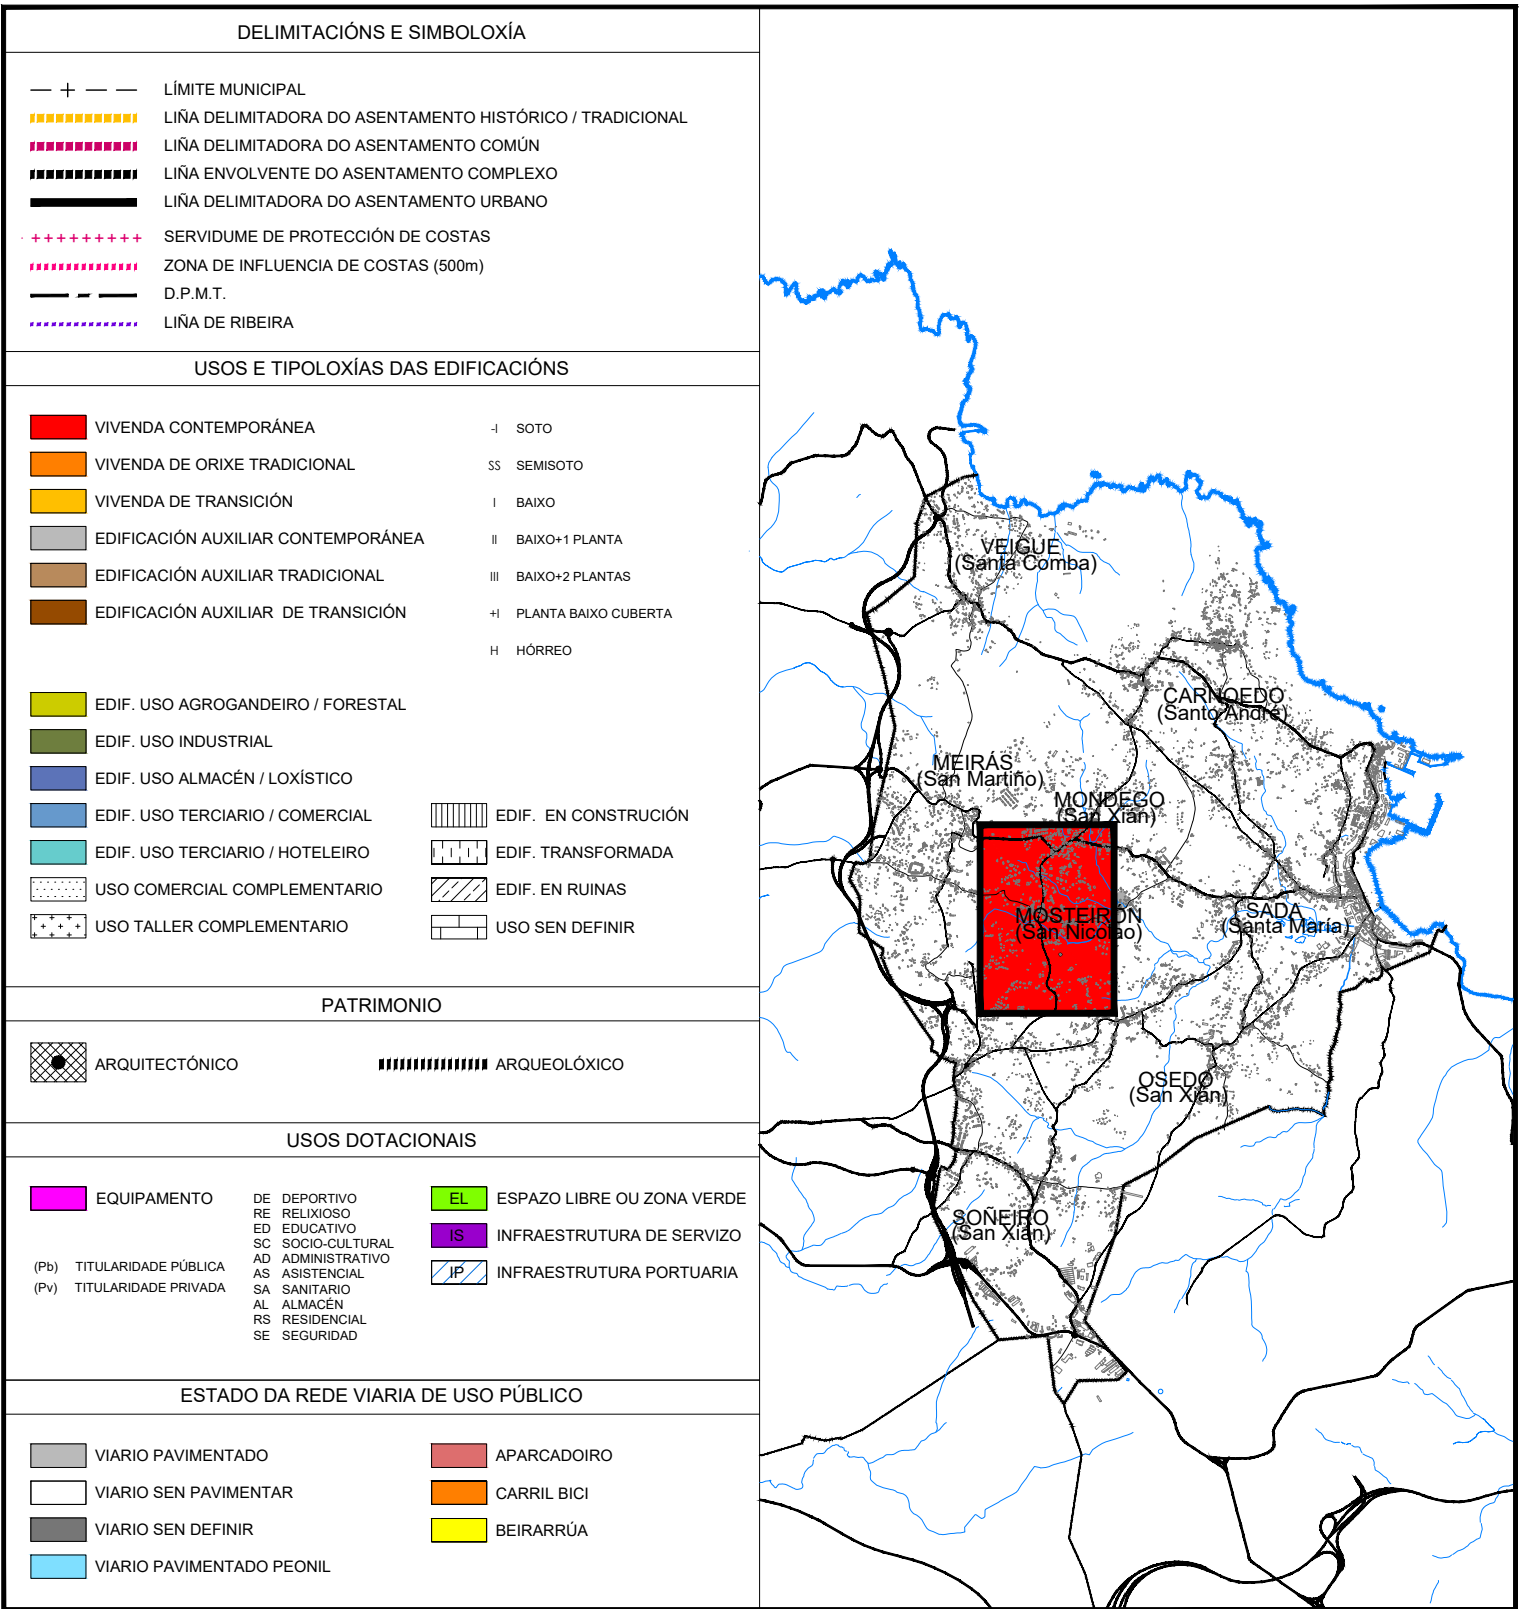 DELIMITACIÓNS E SIMBOLOXÍA
LÍMITE MUNICIPAL
LIÑA DELIMITADORA DO ASENTAMENTO HISTÓRICO / TRADICIONAL
LIÑA DELIMITADORA DO ASENTAMENTO COMÚN
LIÑA ENVOLVENTE DO ASENTAMENTO COMPLEXO
LIÑA DELIMITADORA DO ASENTAMENTO URBANO
SERVIDUME DE PROTECCIÓN DE COSTAS
ZONA DE INFLUENCIA DE COSTAS (500m)
D.P.M.T.
LIÑA DE RIBEIRA
USOS E TIPOLOXÍAS DAS EDIFICACIÓNS
VIVENDA CONTEMPORÁNEA
VIVENDA DE ORIXE TRADICIONAL
VIVENDA DE TRANSICIÓN
EDIFICACIÓN AUXILIAR CONTEMPORÁNEA
EDIFICACIÓN AUXILIAR TRADICIONAL
EDIFICACIÓN AUXILIAR DE TRANSICIÓN
-I SOTO
SS SEMISOTO
I BAIXO
II BAIXO+1 PLANTA
III BAIXO+2 PLANTAS
+I PLANTA BAIXO CUBERTA
H HÓRREO
EDIF. USO AGROGANDEIRO / FORESTAL
EDIF. USO INDUSTRIAL
EDIF. USO ALMACÉN / LOXÍSTICO
EDIF. USO TERCIARIO / COMERCIAL
EDIF. USO TERCIARIO / HOTELEIRO
USO COMERCIAL COMPLEMENTARIO
USO TALLER COMPLEMENTARIO
EDIF. EN CONSTRUCIÓN
EDIF. TRANSFORMADA
EDIF. EN RUINAS
USO SEN DEFINIR
PATRIMONIO
ARQUITECTÓNICO
ARQUEOLÓXICO
USOS DOTACIONAIS
EQUIPAMENTO
(Pb) TITULARIDADE PÚBLICA
(Pv) TITULARIDADE PRIVADA
DE DEPORTIVO
RE RELIXIOSO
ED EDUCATIVO
SC SOCIO-CULTURAL
AD ADMINISTRATIVO
AS ASISTENCIAL
SA SANITARIO
AL ALMACÉN
RS RESIDENCIAL
SE SEGURIDAD
EL ESPAZO LIBRE OU ZONA VERDE
IS INFRAESTRUTURA DE SERVIZO
IP INFRAESTRUTURA PORTUARIA
ESTADO DA REDE VIARIA DE USO PÚBLICO
VIARIO PAVIMENTADO
VIARIO SEN PAVIMENTAR
VIARIO SEN DEFINIR
VIARIO PAVIMENTADO PEONIL
APARCADOIRO
CARRIL BICI
BEIRARRÚA
VEIGUE
(Santa Comba)
CARNOEDO
(Santo André)
MEIRÁS
(San Martiño)
MONDEGO
(San Xián)
MOSTEIRÓN
(San Nicolao)
SADA
(Santa María)
OSEDO
(San Xián)
SOÑEIRO
(San Xián)